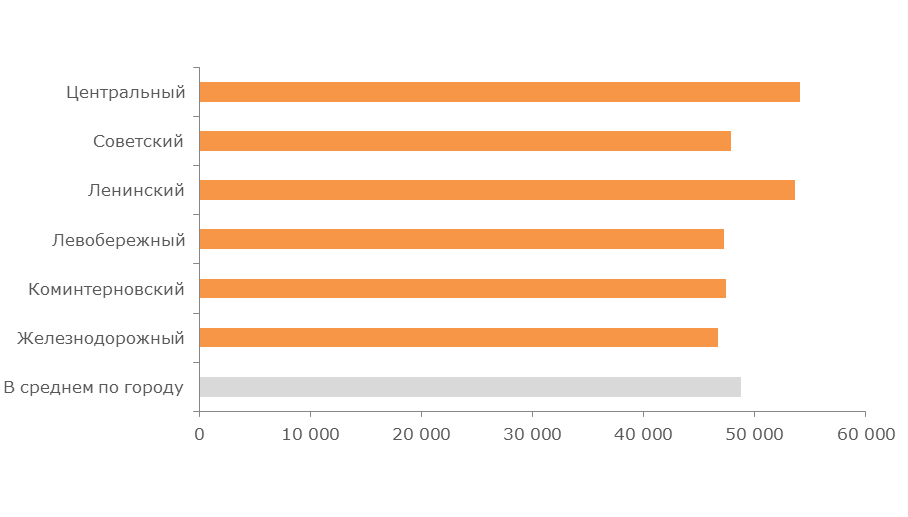 Центральный
Советский
Ленинский
Левобережный
Коминтерновский
Железнодорожный
В среднем по городу
0 10 000 20 000 30 000 40 000 50 000 60 000